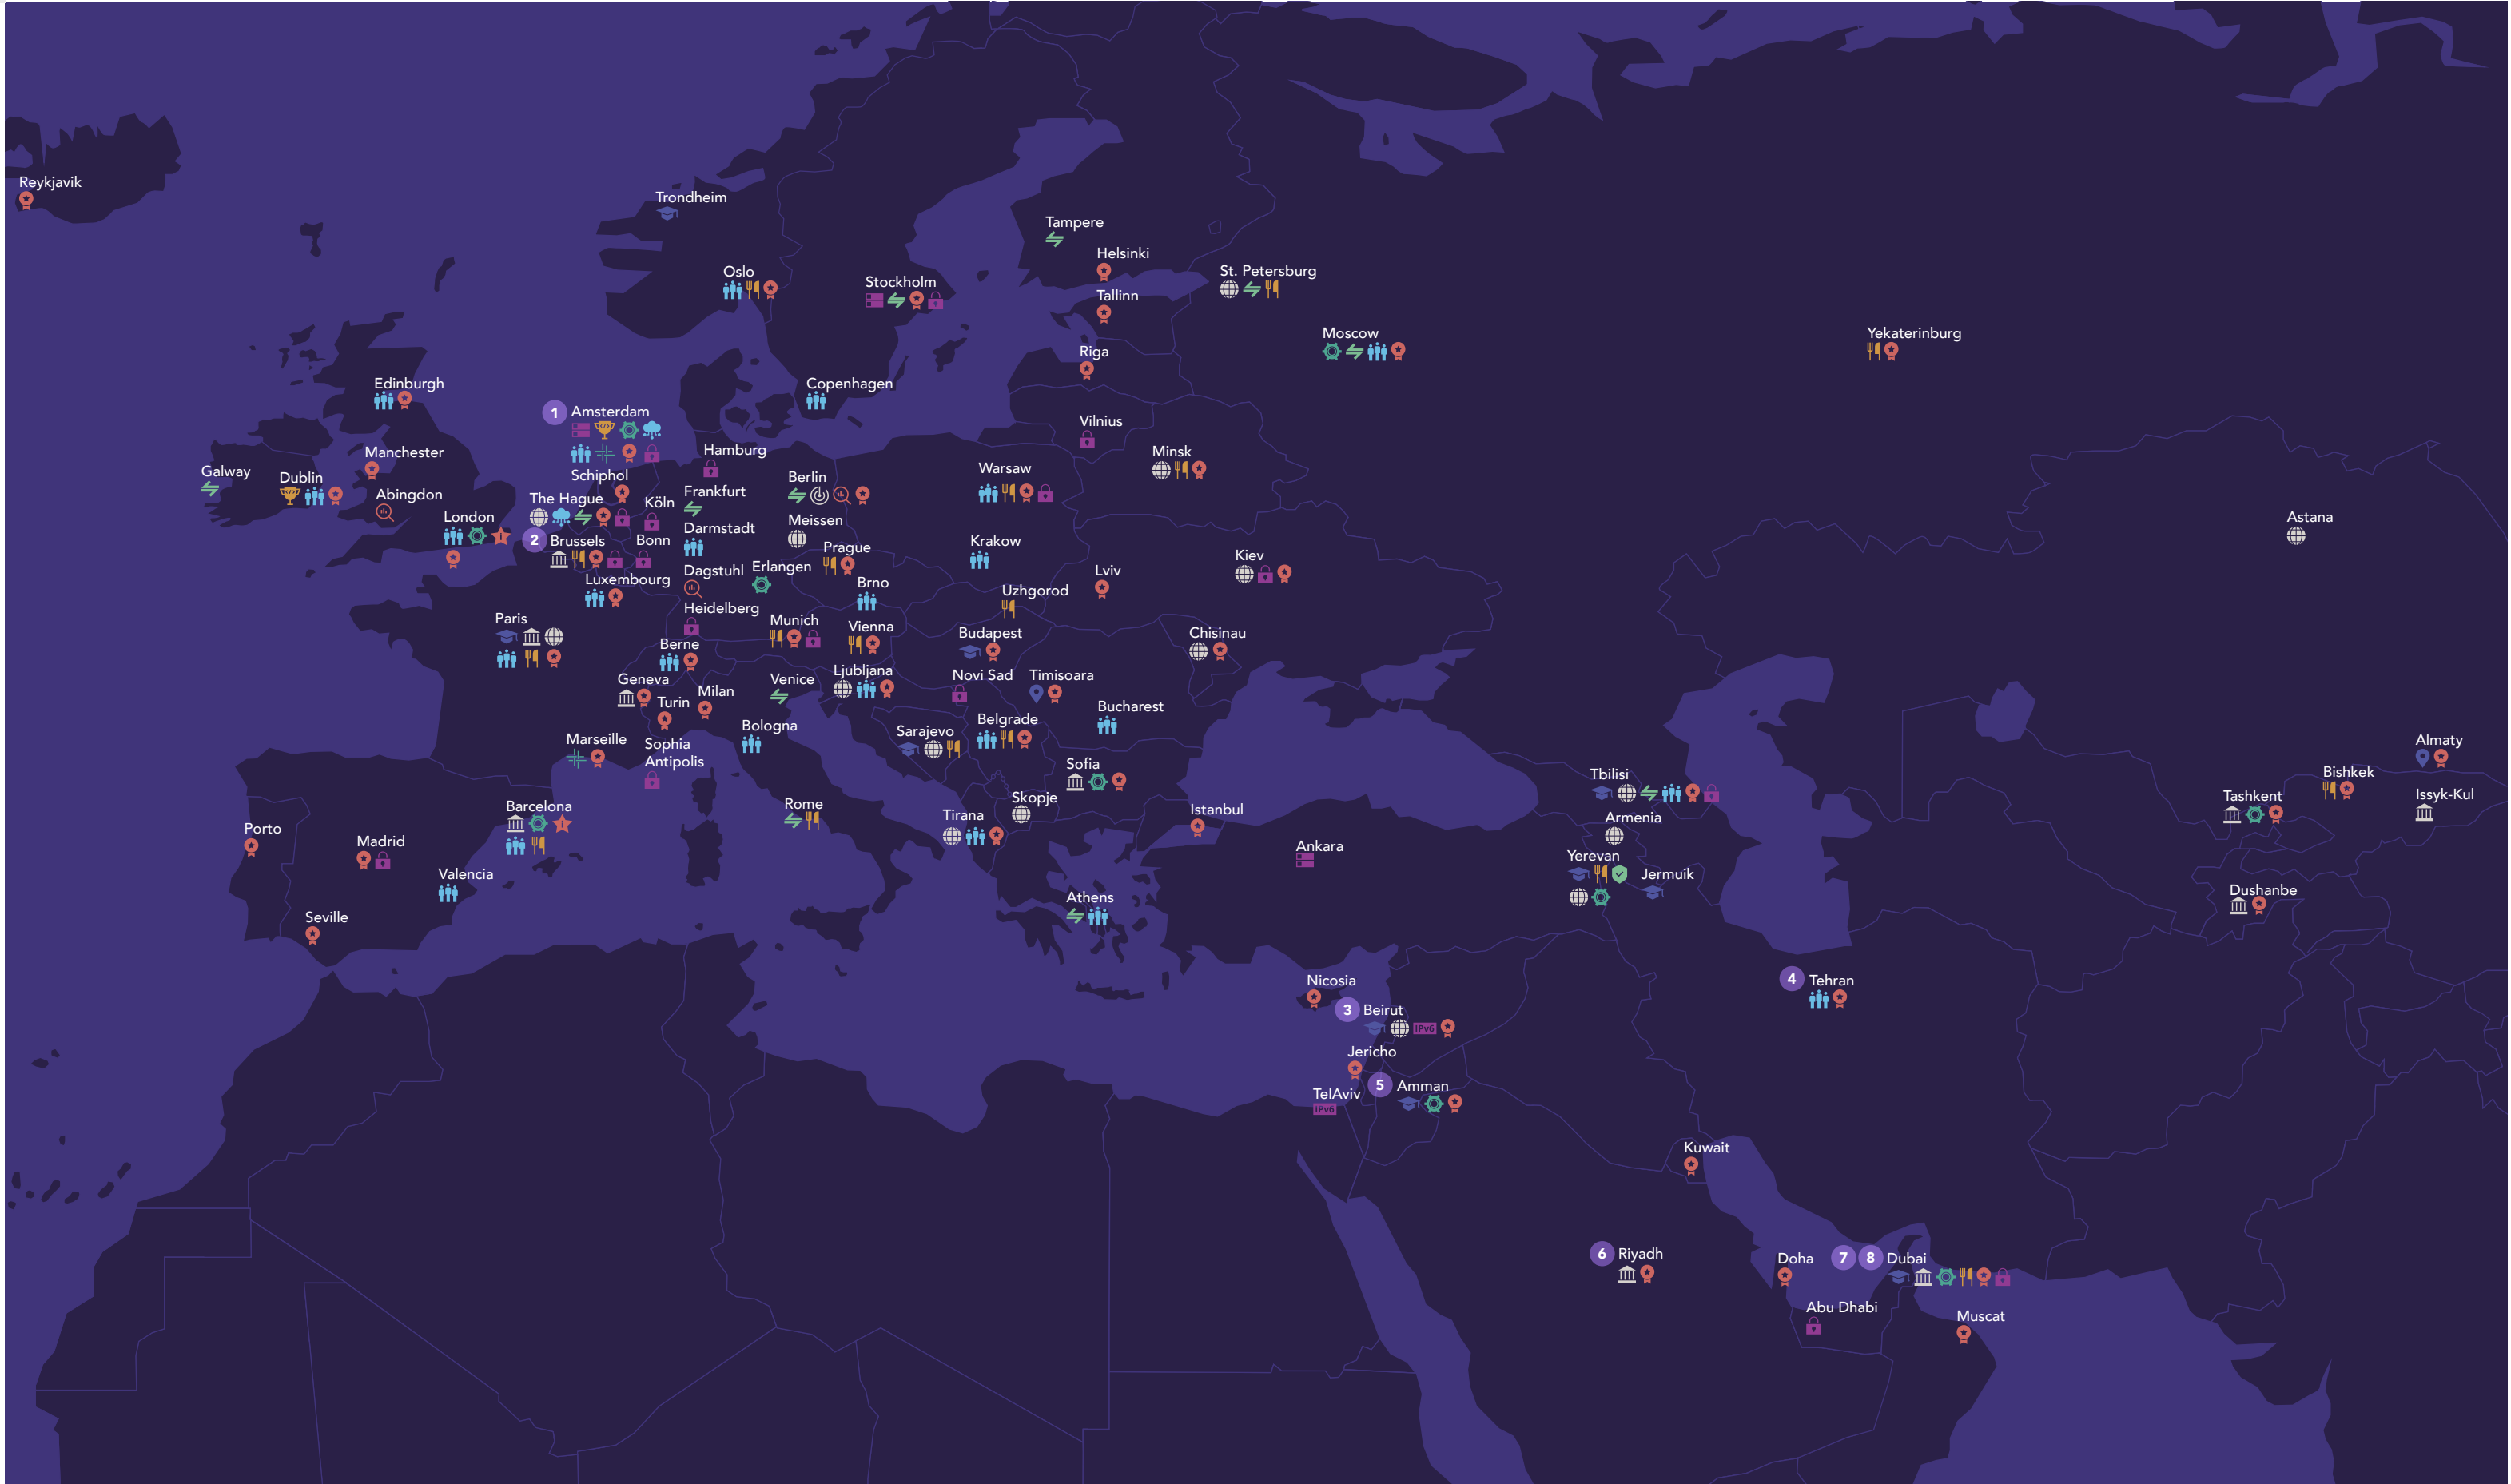 Reykjavik
Trondheim
Tampere
Helsinki
Oslo
Stockholm
St. Petersburg
Tallinn
Moscow
Yekaterinburg
Riga
Edinburgh
Copenhagen
1 Amsterdam
Vilnius
Manchester
Hamburg
Minsk
Galway
Dublin
Schiphol
Berlin
Warsaw
Abingdon
The Hague
Köln
Frankfurt
London
Darmstadt
Meissen
Astana
2 Brussels
Bonn
Prague
Krakow
Kiev
Luxembourg
Dagstuhl
Erlangen
Brno
Lviv
Uzhgorod
Paris
Heidelberg
Munich
Vienna
Budapest
Chisinau
Berne
Geneva
Turin
Milan
Venice
Ljubljana
Novi Sad
Timisoara
Bucharest
Marseille
Sophia
Antipolis
Bologna
Sarajevo
Belgrade
Sofia
Almaty
Tbilisi
Bishkek
Barcelona
Rome
Skopje
Tirana
Istanbul
Tashkent
Issyk-Kul
Porto
Madrid
Armenia
Ankara
Yerevan
Jermuik
Valencia
Dushanbe
Athens
Seville
Nicosia
4 Tehran
3 Beirut
IPv6
Jericho
5 Amman
TelAviv
IPv6
Kuwait
6 Riyadh
Doha
7 8 Dubai
Abu Dhabi
Muscat